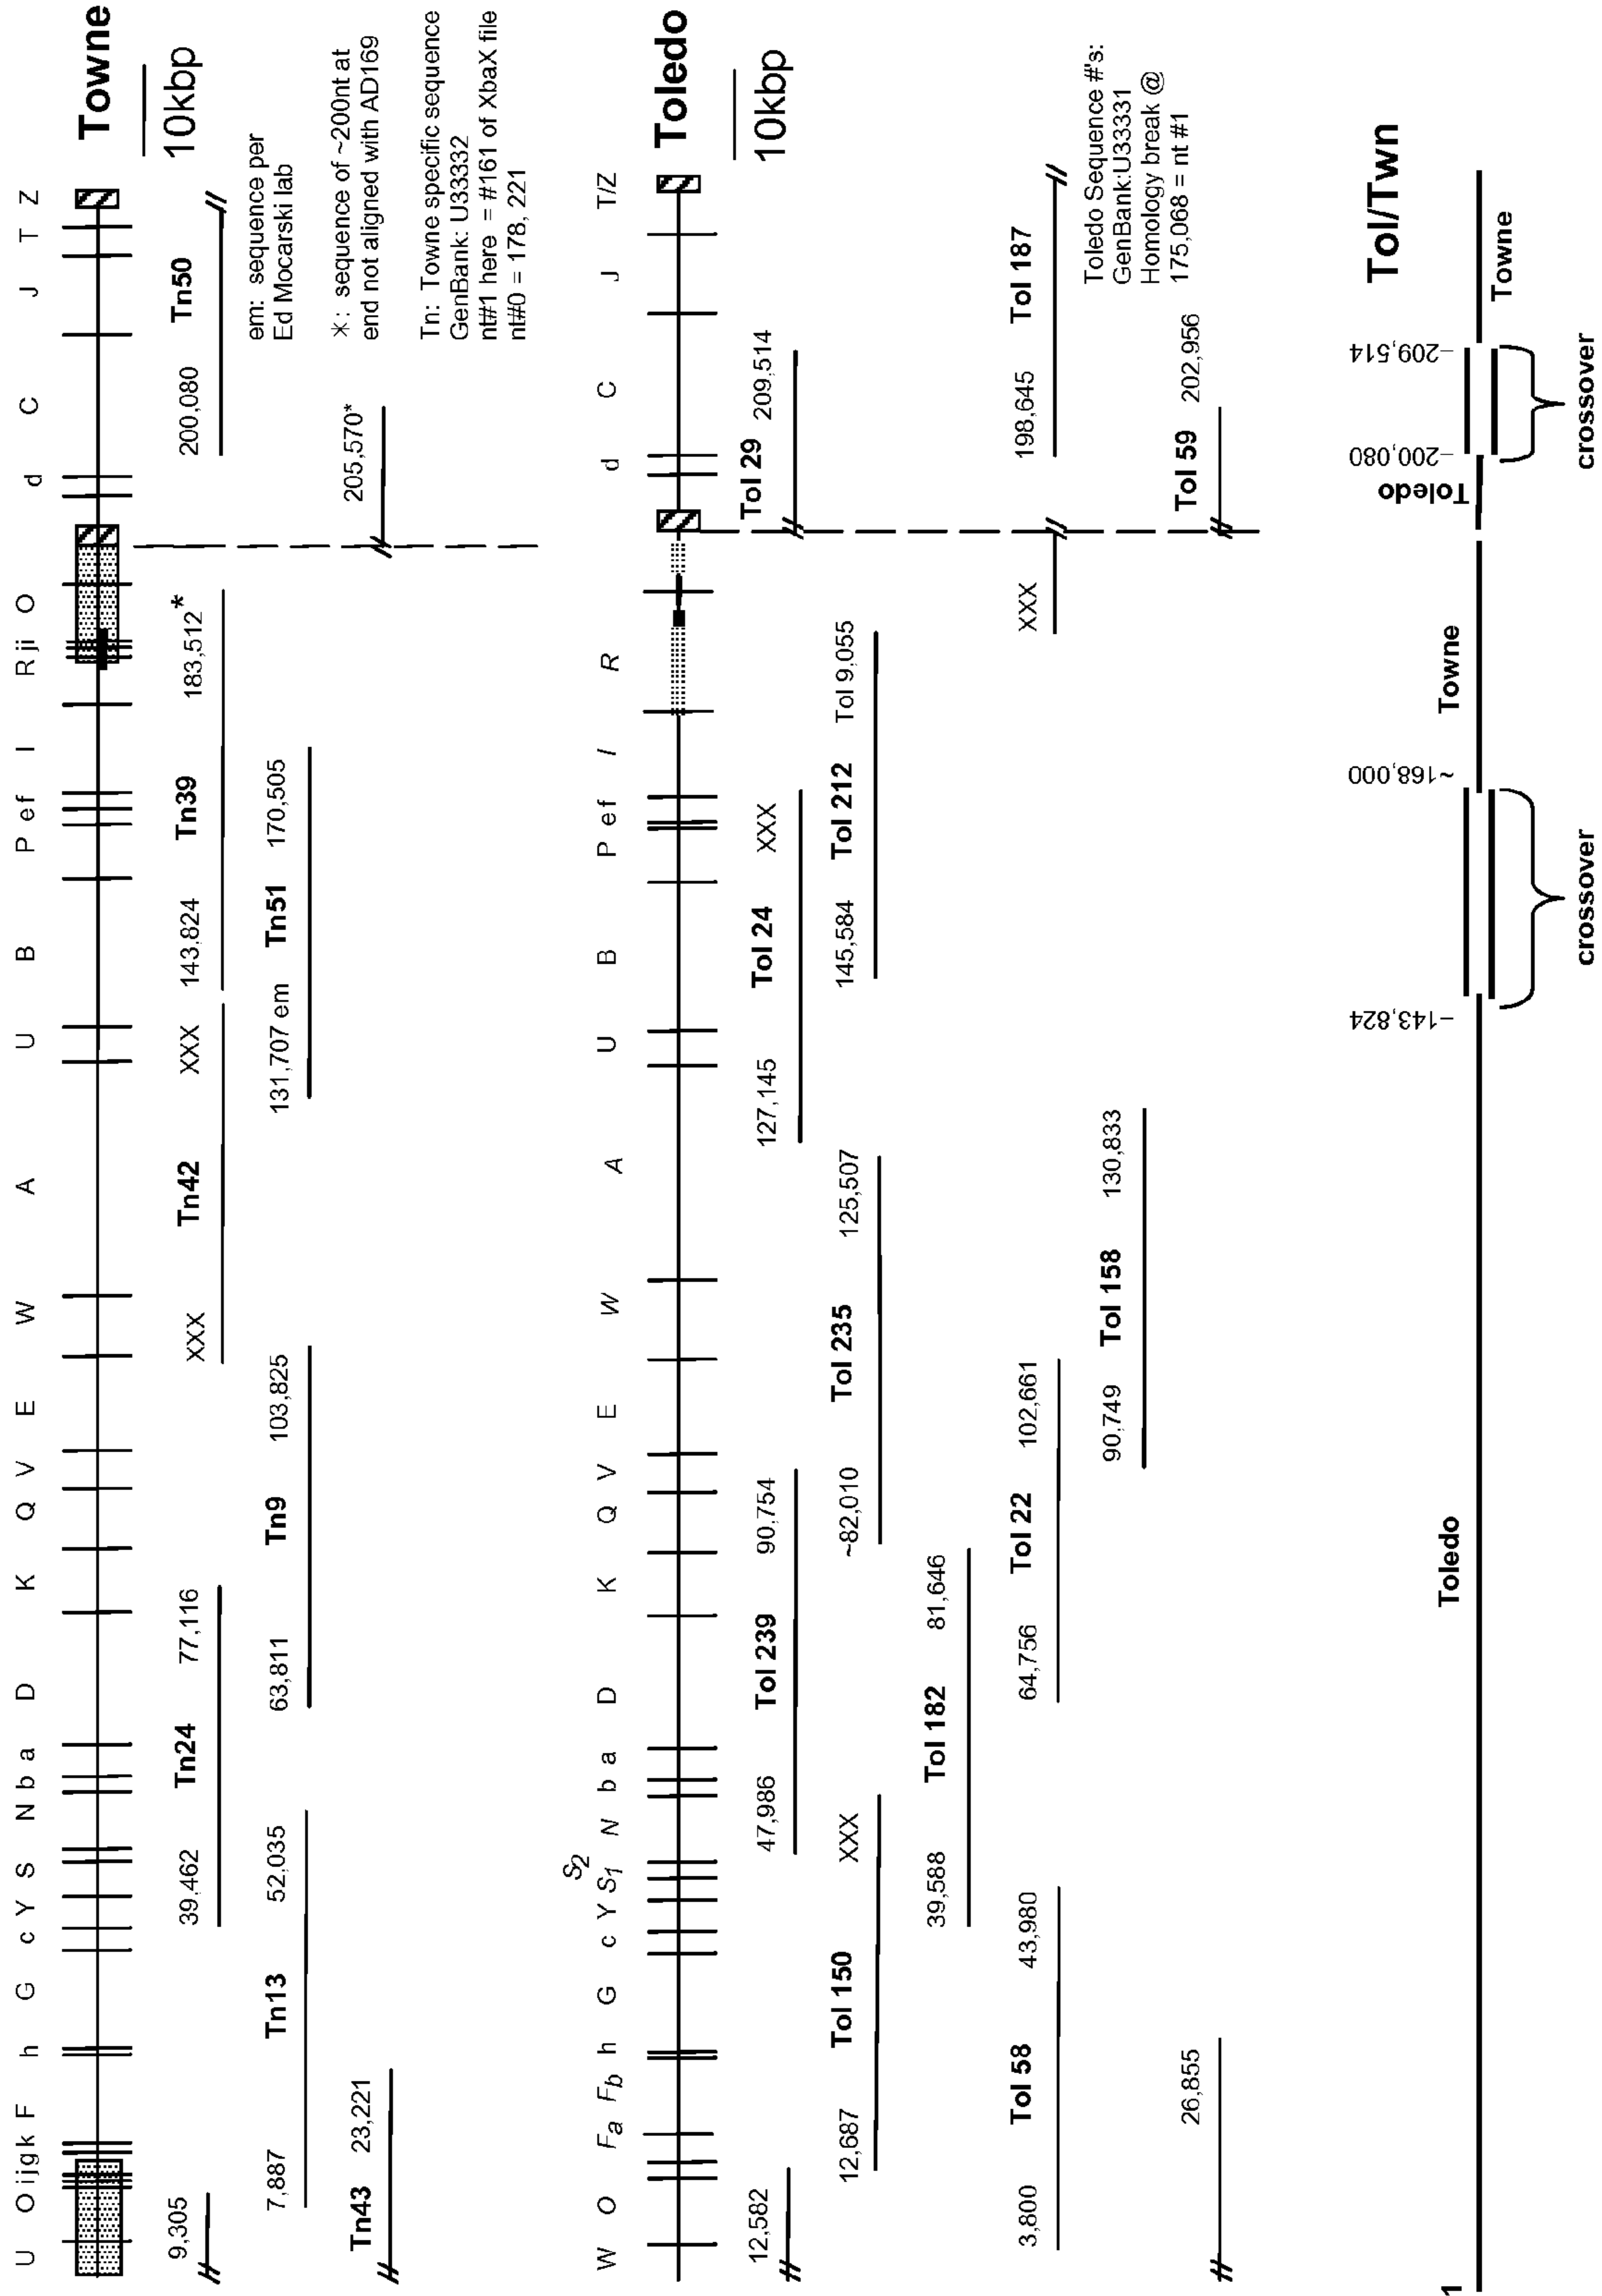 U O ijgk F h G c Y S N b a D K Q V E W A U B P ef I R ji O d C J T Z
Towne
10kbp
9,305
39,462 Tn24 77,116
XXX Tn42 XXX
143,824 Tn39 183,512*
200,080 Tn50
7,887 Tn13 52,035
63,811 Tn9 103,825
131,707 em Tn51 170,505
Tn43 23,221
205,570*
em: sequence per
Ed Mocarski lab
*: sequence of ~200nt at
end not aligned with AD169
Tn: Towne specific sequence
GenBank: U33332
nt#1 here = #161 of XbaX file
nt#0 = 178, 221
W O Fa Fb h G c Y S1 S2 N b a D K Q V E W A U B P ef I R d C J T/Z
Toledo
10kbp
12,582
47,986 Tol 239 90,754
127,145 Tol 24 XXX
Tol 29 209,514
12,687 Tol 150 XXX
~82,010 Tol 235 125,507
145,584 Tol 212 Tol 9,055
39,588 Tol 182 81,646
3,800 Tol 58 43,980
64,756 Tol 22 102,661
XXX 198,645 Tol 187
90,749 Tol 158 130,833
26,855
Tol 59 202,956
Toledo Sequence #'s:
GenBank:U33331
Homology break @
175,068 = nt #1
Tol/Twn
−143,824
~168,000
−200,080
−209,514
1
Toledo
Towne
Toledo
Towne
crossover
crossover